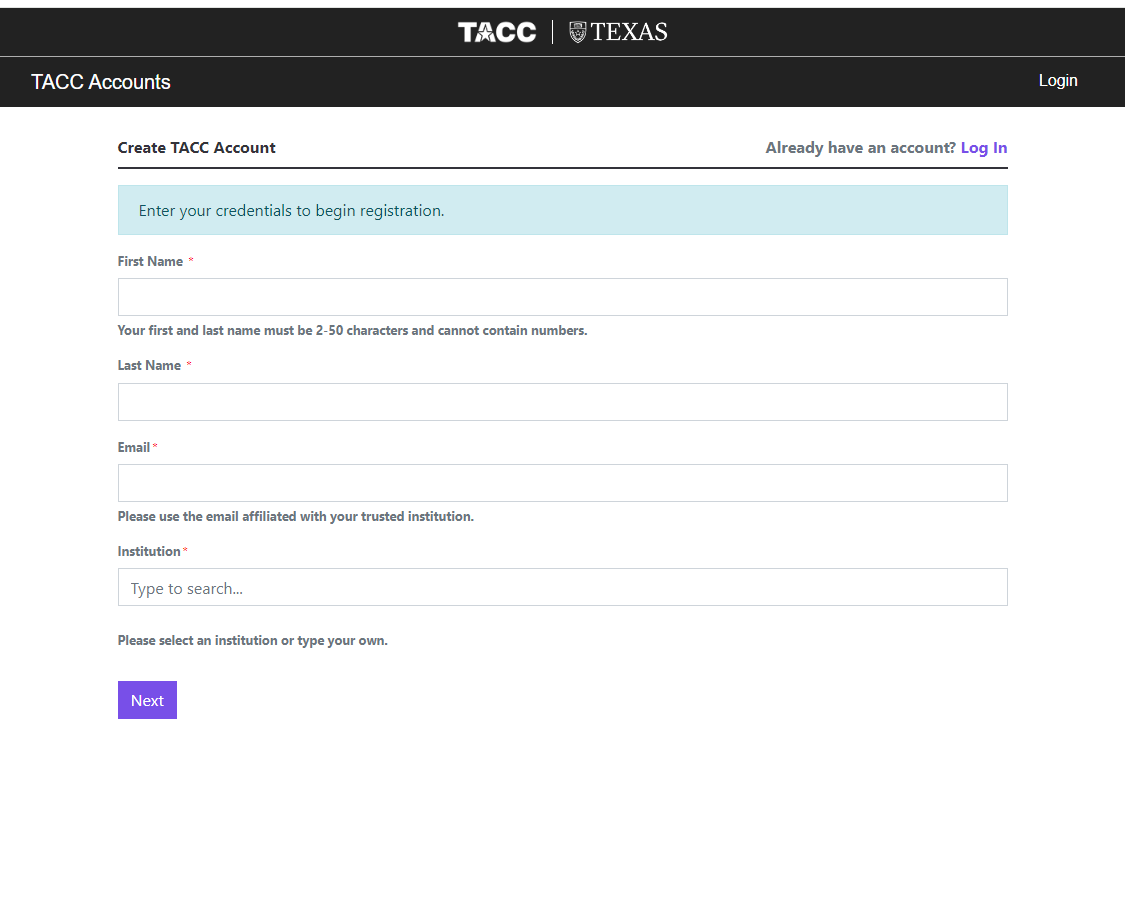 TACC TEXAS
TACC Accounts Login
Create TACC Account Already have an account? Log In
Enter your credentials to begin registration.
First Name *
Your first and last name must be 2-50 characters and cannot contain numbers.
Last Name *
Email *
Please use the email affiliated with your trusted institution.
Institution *
Type to search...
Please select an institution or type your own.
Next